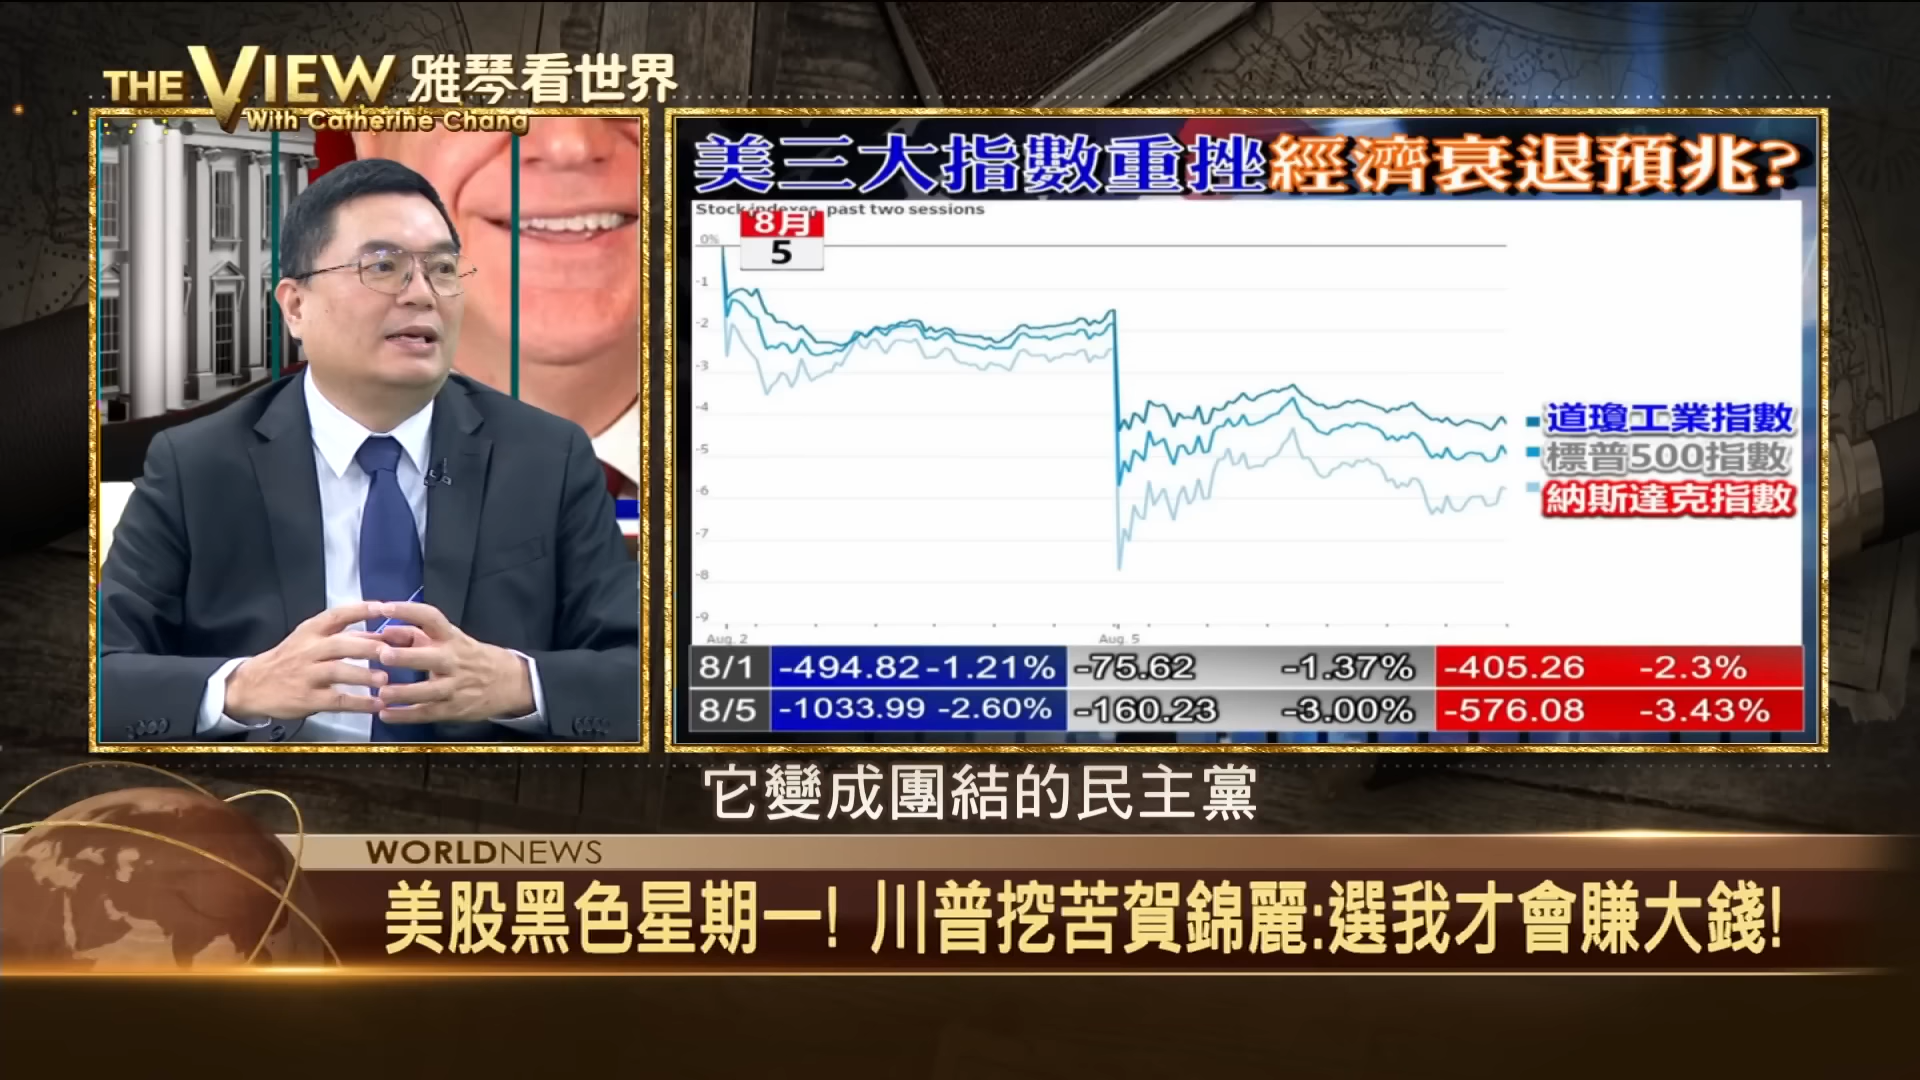 THE VIEW 雅琴看世界
With Catherine Chang
美三大指數重挫經濟衰退預兆?
Stock indexes, past two sessions
8月
5
0%
-1
-2
-3
-4
-5
-6
-7
-8
-9
Aug. 2
Aug. 5
道瓊工業指數
標普500指數
納斯達克指數
8/1 -494.82 -1.21% -75.62 -1.37% -405.26 -2.3%
8/5 -1033.99 -2.60% -160.23 -3.00% -576.08 -3.43%
它變成團結的民主黨
WORLDNEWS
美股黑色星期一! 川普挖苦賀錦麗:選我才會賺大錢!